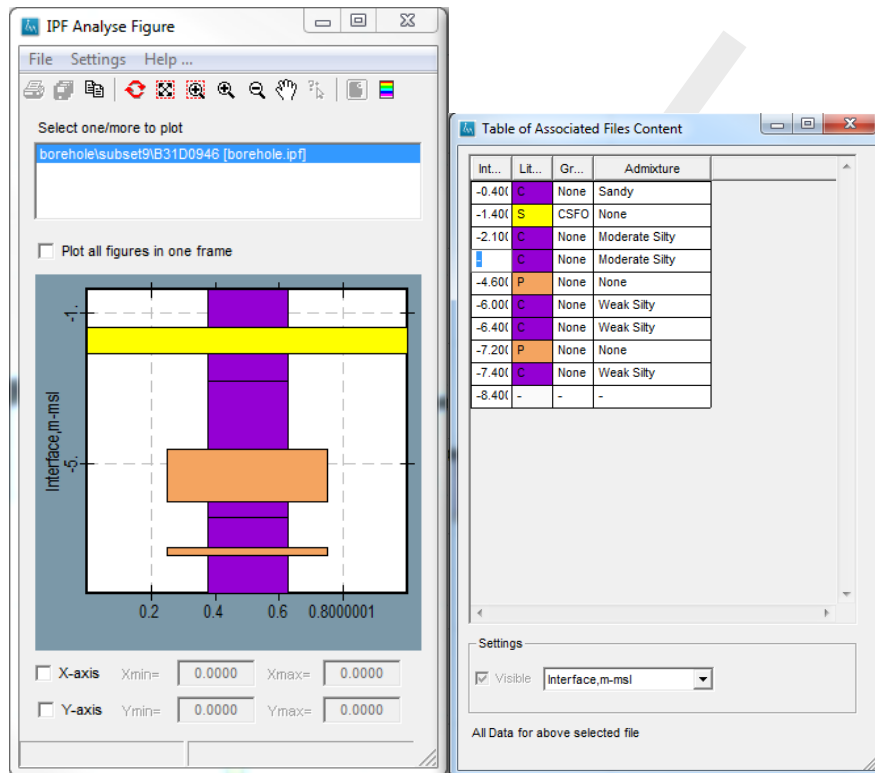 IPF Analyse Figure
File Settings Help ...
Select one/more to plot
borehole\subset9\B31D0946 [borehole.ipf]
Plot all figures in one frame
-1.
-5.
Interface,m-msl
0.2 0.4 0.6 0.8000001
X-axis Xmin= 0.0000 Xmax= 0.0000
Y-axis Ymin= 0.0000 Ymax= 0.0000
Table of Associated Files Content
Int... Lit... Gr... Admixture
-0.400 C None Sandy
-1.400 S CSFO None
-2.100 C None Moderate Silty
- C None Moderate Silty
-4.600 P None None
-6.000 C None Weak Silty
-6.400 C None Weak Silty
-7.200 P None None
-7.400 C None Weak Silty
-8.400 - - -
Settings
Visible Interface,m-msl
All Data for above selected file